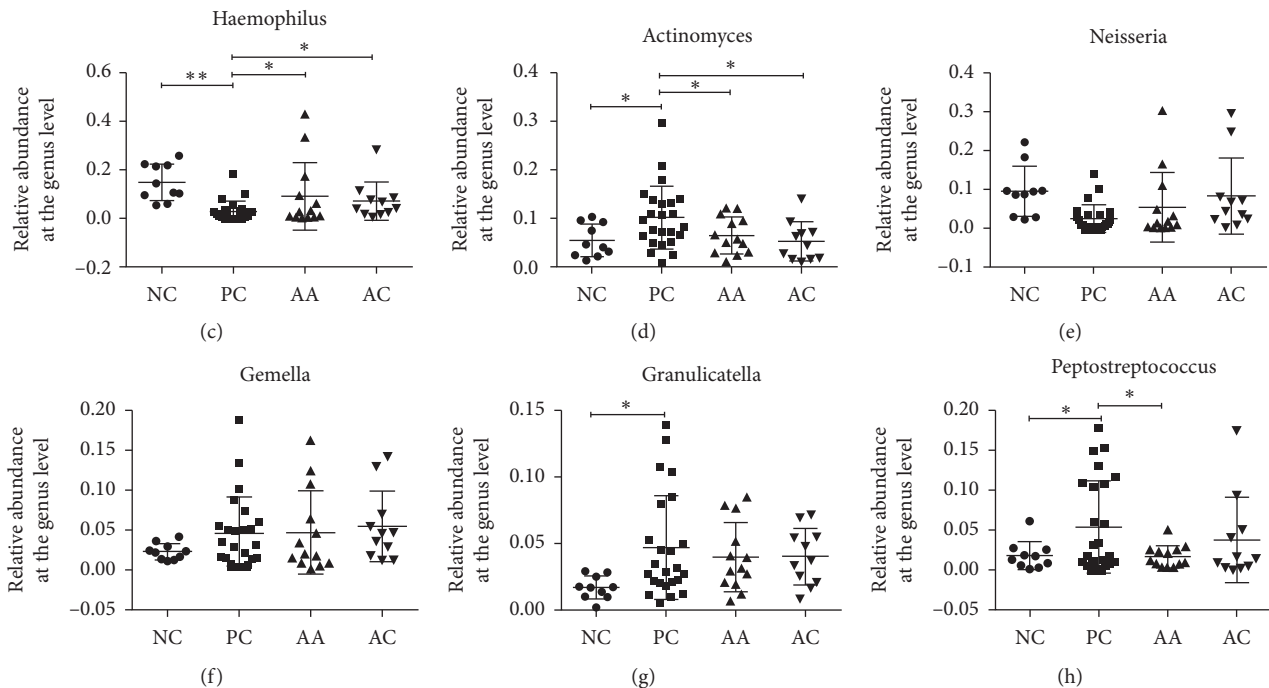 Haemophilus
Relative abundance
at the genus level
0.6
0.4
0.2
0.0
−0.2
**
*
*
NC PC AA AC
(c)
Actinomyces
Relative abundance
at the genus level
0.4
0.3
0.2
0.1
0.0
*
*
*
NC PC AA AC
(d)
Neisseria
Relative abundance
at the genus level
0.4
0.3
0.2
0.1
0.0
−0.1
NC PC AA AC
(e)
Gemella
Relative abundance
at the genus level
0.20
0.15
0.10
0.05
0.00
−0.05
NC PC AA AC
(f)
Granulicatella
Relative abundance
at the genus level
0.15
0.10
0.05
0.00
*
NC PC AA AC
(g)
Peptostreptococcus
Relative abundance
at the genus level
0.20
0.15
0.10
0.05
0.00
−0.05
*
*
NC PC AA AC
(h)